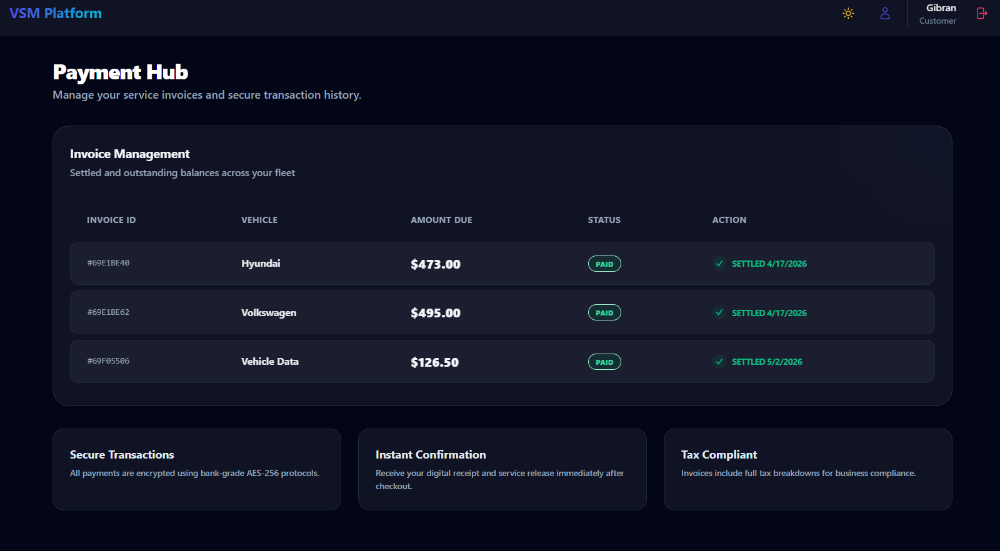 VSM Platform
Gibran
Customer
Payment Hub
Manage your service invoices and secure transaction history.
Invoice Management
Settled and outstanding balances across your fleet
INVOICE ID VEHICLE AMOUNT DUE STATUS ACTION
#69E1BE40 Hyundai $473.00 PAID SETTLED 4/17/2026
#69E1BE62 Volkswagen $495.00 PAID SETTLED 4/17/2026
#69F05506 Vehicle Data $126.50 PAID SETTLED 5/2/2026
Secure Transactions
All payments are encrypted using bank-grade AES-256 protocols.
Instant Confirmation
Receive your digital receipt and service release immediately after
checkout.
Tax Compliant
Invoices include full tax breakdowns for business compliance.